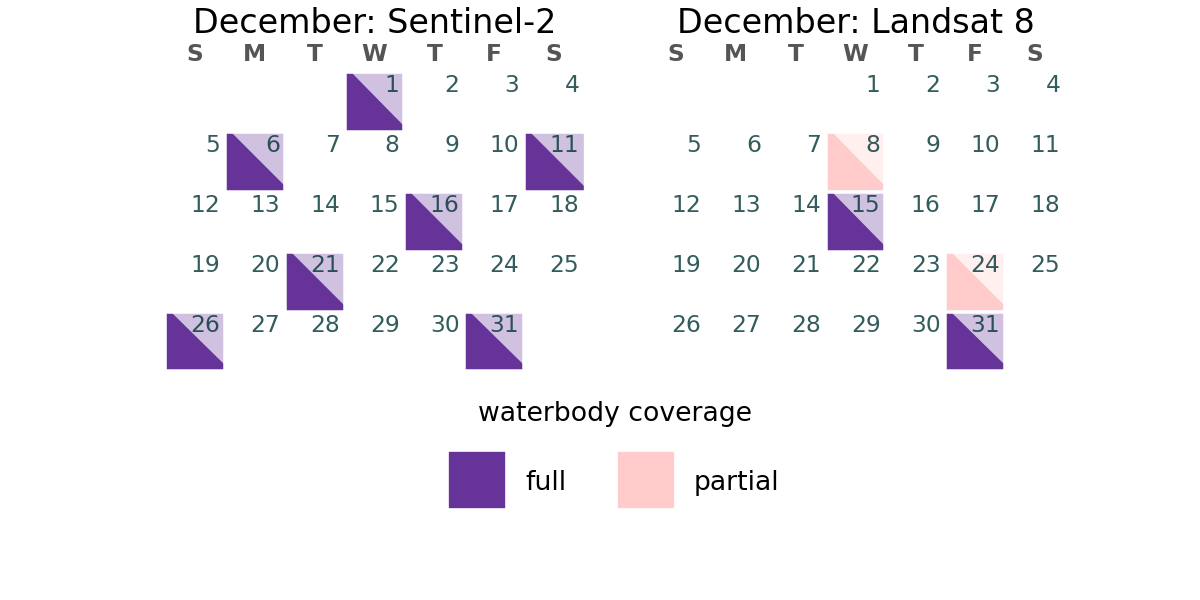 December: Sentinel-2
S M T W T F S
1 2 3 4
5 6 7 8 9 10 11
12 13 14 15 16 17 18
19 20 21 22 23 24 25
26 27 28 29 30 31
December: Landsat 8
S M T W T F S
1 2 3 4
5 6 7 8 9 10 11
12 13 14 15 16 17 18
19 20 21 22 23 24 25
26 27 28 29 30 31
waterbody coverage
full partial